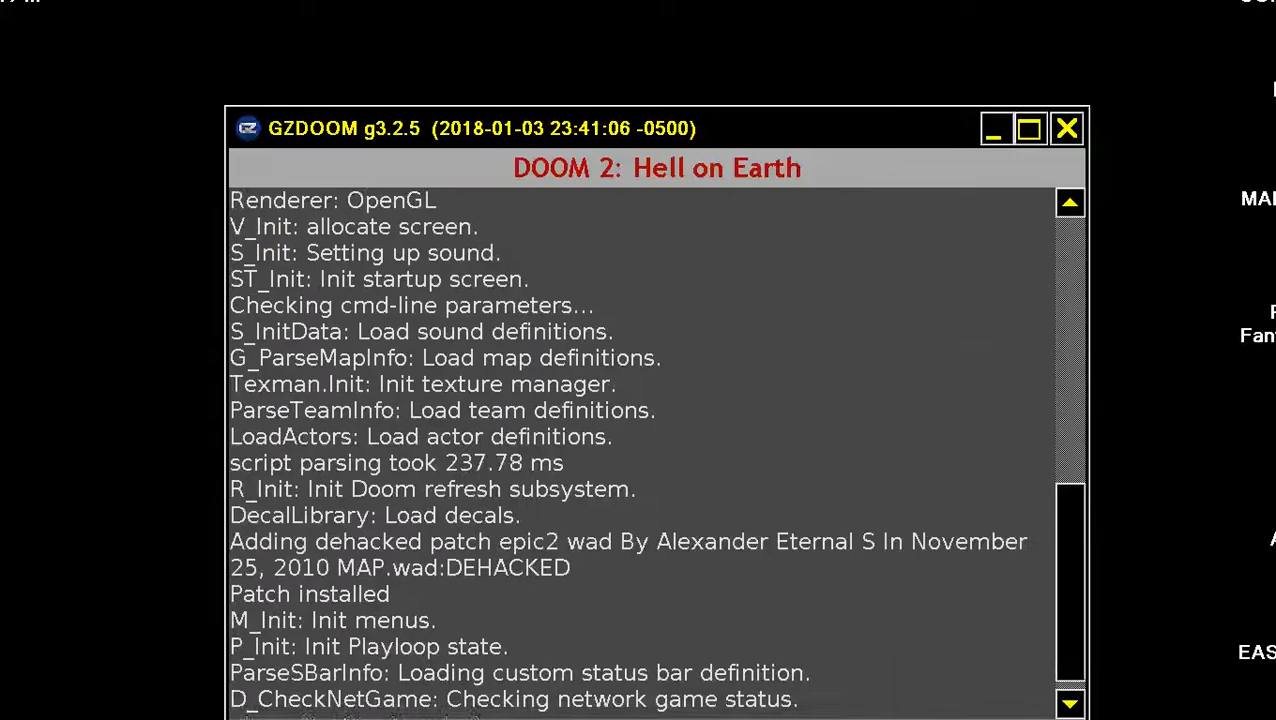 GZDOOM g3.2.5 (2018-01-03 23:41:06 -0500)
DOOM 2: Hell on Earth
Renderer: OpenGL
V_Init: allocate screen.
S_Init: Setting up sound.
ST_Init: Init startup screen.
Checking cmd-line parameters...
S_InitData: Load sound definitions.
G_ParseMapInfo: Load map definitions.
Texman.Init: Init texture manager.
ParseTeamInfo: Load team definitions.
LoadActors: Load actor definitions.
script parsing took 237.78 ms
R_Init: Init Doom refresh subsystem.
DecalLibrary: Load decals.
Adding dehacked patch epic2 wad By Alexander Eternal S In November
25, 2010 MAP.wad:DEHACKED
Patch installed
M_Init: Init menus.
P_Init: Init Playloop state.
ParseSBarInfo: Loading custom status bar definition.
D_CheckNetGame: Checking network game status.
EAS